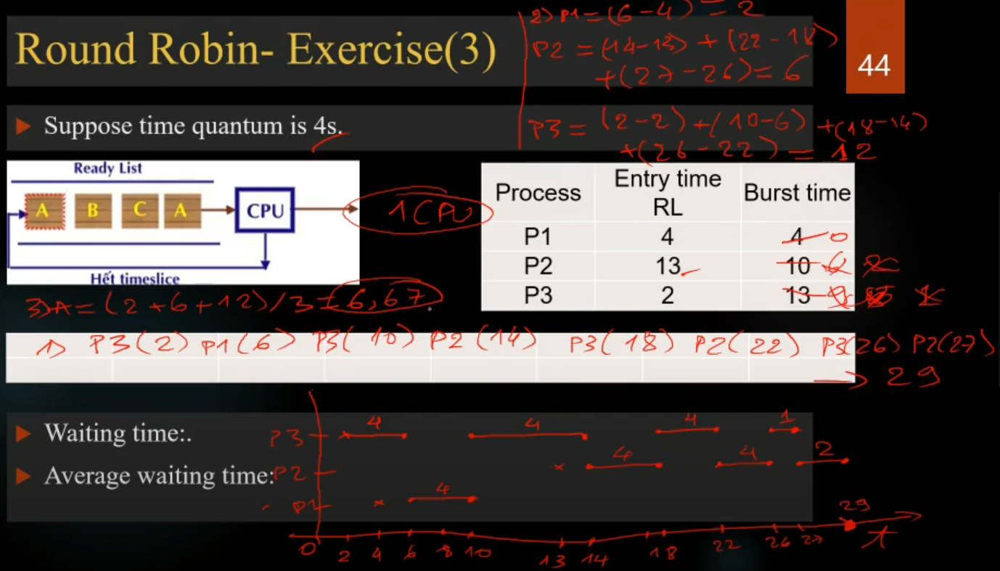 2) P1 = (6-4) = 2
Round Robin- Exercise(3)
P2 = (14-13) + (22-18)
+(27-26) = 6
44
Suppose time quantum is 4s.
P3 = (2-2) + (10-6) + (18-14)
+(26-22) = 12
Ready List
A B C A CPU
Hết timeslice
1 CPU
Process Entry time RL Burst time
P1 4 4 0
P2 13 10 6 2
P3 2 13 9 5 1
3) A = (2+6+12)/3 = 6,67
1) P3(2) P1(6) P3(10) P2(14) P3(18) P2(22) P3(26) P2(27)
29
Waiting time:.
Average waiting time:
P3 4 4 4 1
P2 4 4 2
P1 4
29
0 2 4 6 8 10 13 14 18 22 26 27 t